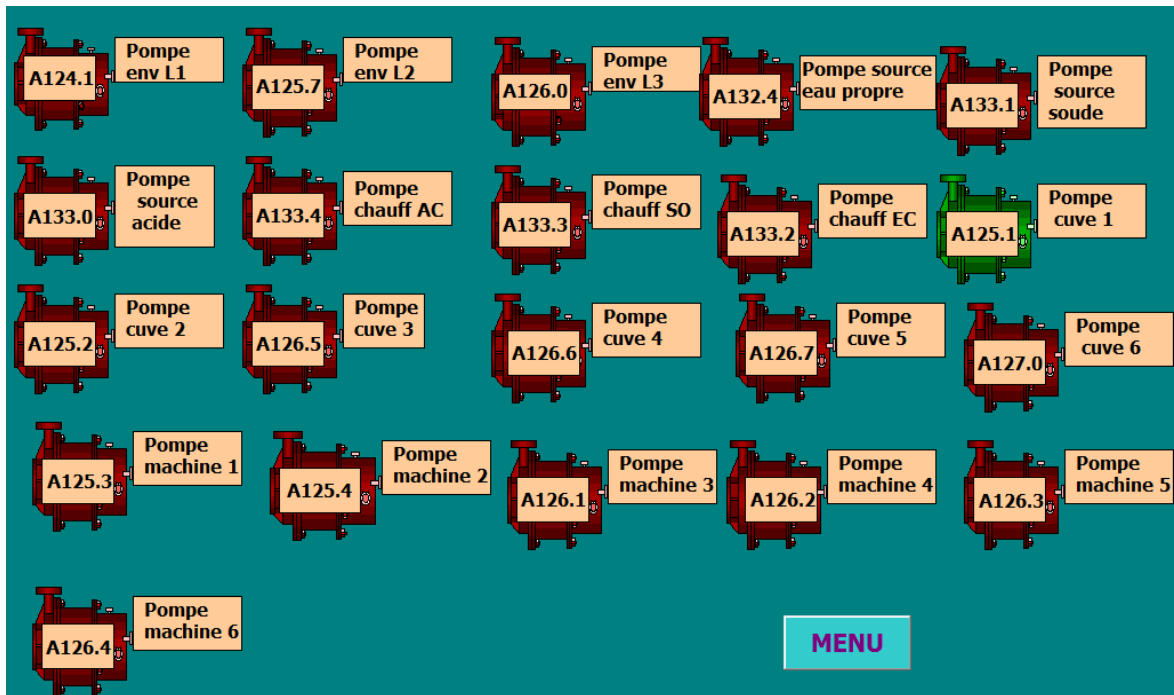 Pompe
env L1
A124.1
Pompe
env L2
A125.7
Pompe
env L3
A126.0
Pompe source
eau propre
A132.4
Pompe
source
soude
A133.1
Pompe
source
acide
A133.0
Pompe
chauff AC
A133.4
Pompe
chauff SO
A133.3
Pompe
chauff EC
A133.2
Pompe
cuve 1
A125.1
Pompe
cuve 2
A125.2
Pompe
cuve 3
A126.5
Pompe
cuve 4
A126.6
Pompe
cuve 5
A126.7
Pompe
cuve 6
A127.0
Pompe
machine 1
A125.3
Pompe
machine 2
A125.4
Pompe
machine 3
A126.1
Pompe
machine 4
A126.2
Pompe
machine 5
A126.3
Pompe
machine 6
A126.4
MENU